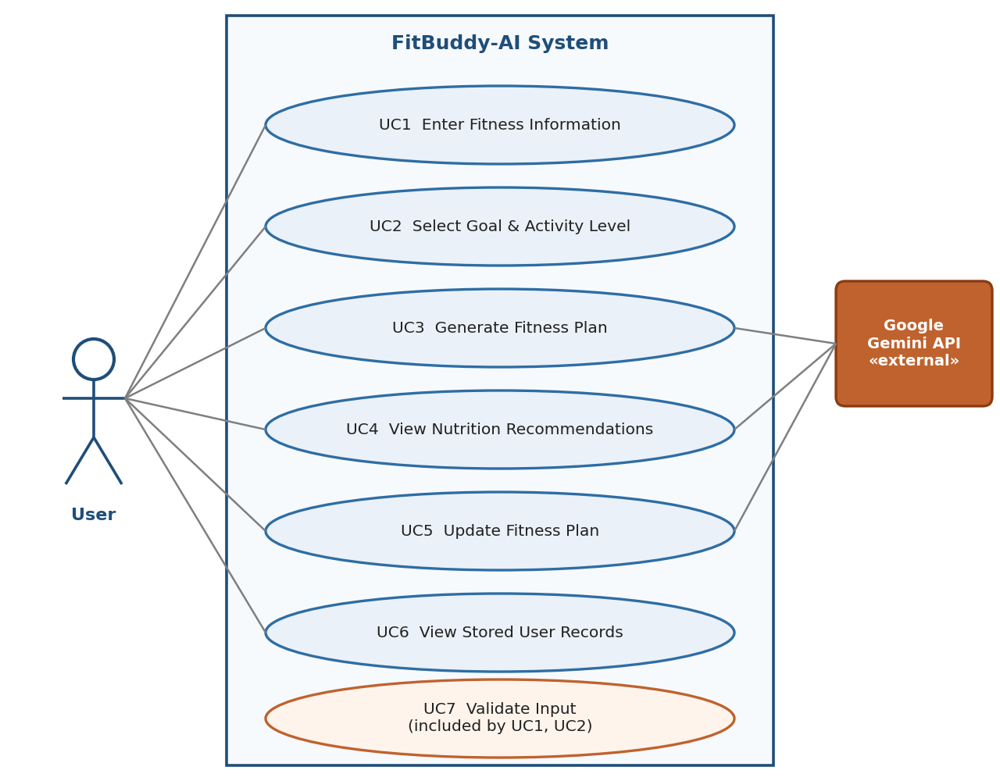 FitBuddy-AI System
UC1  Enter Fitness Information
UC2  Select Goal & Activity Level
UC3  Generate Fitness Plan
UC4  View Nutrition Recommendations
UC5  Update Fitness Plan
UC6  View Stored User Records
UC7  Validate Input
(included by UC1, UC2)
User
Google
Gemini API
«external»